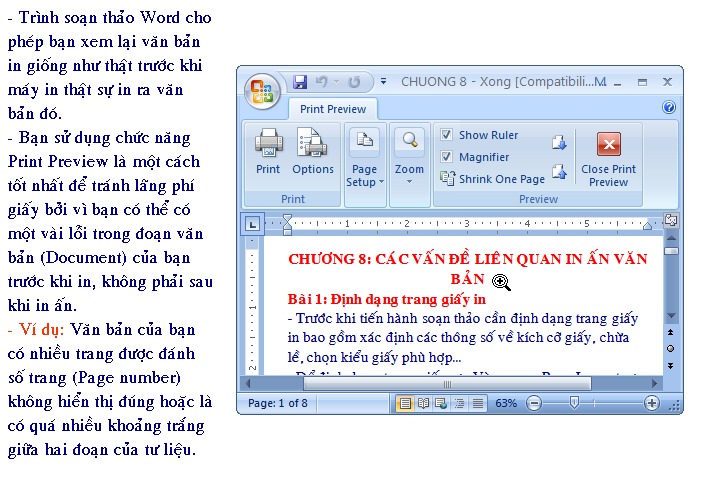 - Trình soạn thảo Word cho
phép bạn xem lại văn bản
in giống như thật trước khi
máy in thật sự in ra văn
bản đó.
- Bạn sử dụng chức năng
Print Preview là một cách
tốt nhất để tránh lãng phí
giấy bởi vì bạn có thể có
một vài lỗi trong đoạn văn
bản (Document) của bạn
trước khi in, không phải sau
khi in ấn.
- Ví dụ: Văn bản của bạn
có nhiều trang được đánh
số trang (Page number)
không hiển thị đúng hoặc là
có quá nhiều khoảng trắng
giữa hai đoạn của tư liệu.
CHUONG 8 - Xong [Compatibili...M
Print Preview
Show Ruler
Magnifier
Shrink One Page
Print Options Page Setup Zoom Close Print Preview
Print Preview
L 1 2 3 4 5
CHƯƠNG 8: CÁC VẤN ĐỀ LIÊN QUAN IN ẤN VĂN
BẢN
Bài 1: Định dạng trang giấy in
- Trước khi tiến hành soạn thảo cần định dạng trang giấy
in bao gồm xác định các thông số về kích cỡ giấy, chừa
lề, chọn kiểu giấy phù hợp...
Page: 1 of 8 63%